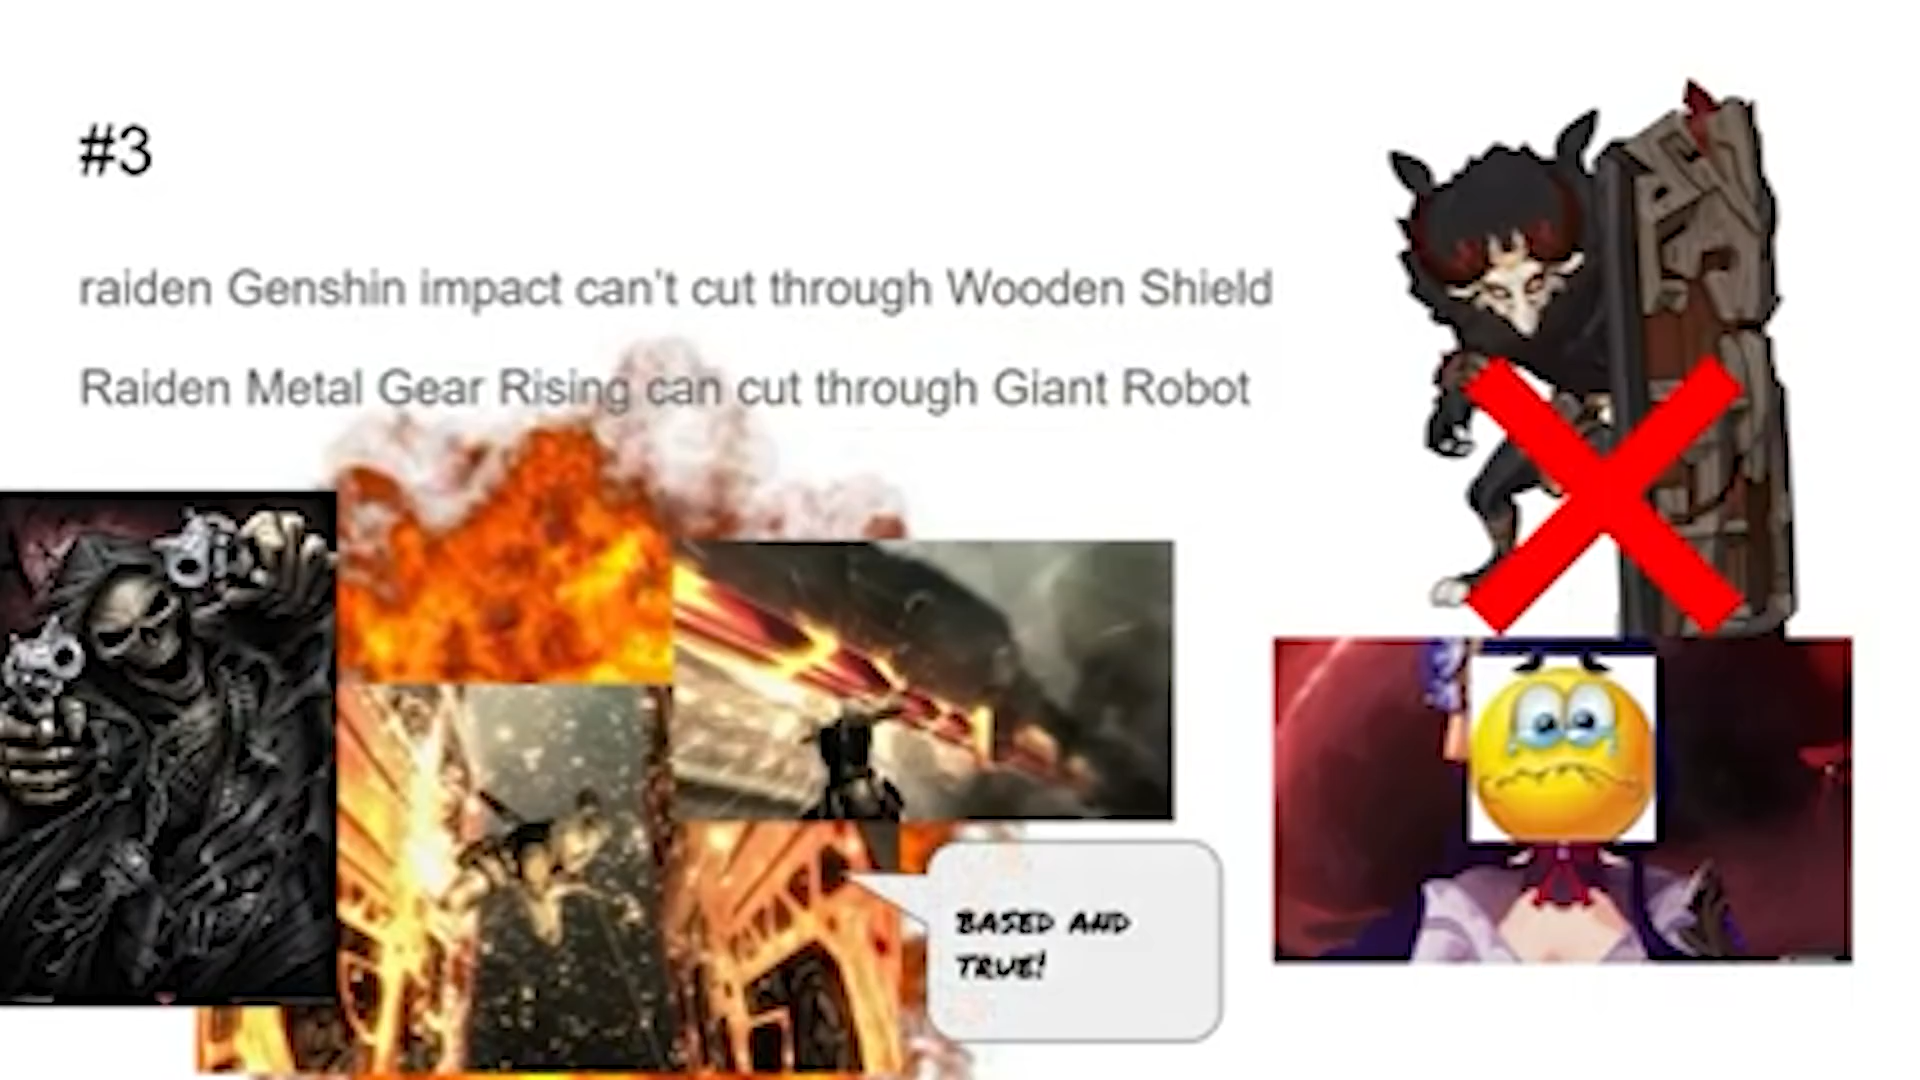 #3
raiden Genshin impact can't cut through Wooden Shield
Raiden Metal Gear Rising can cut through Giant Robot
BASED AND
TRUE!